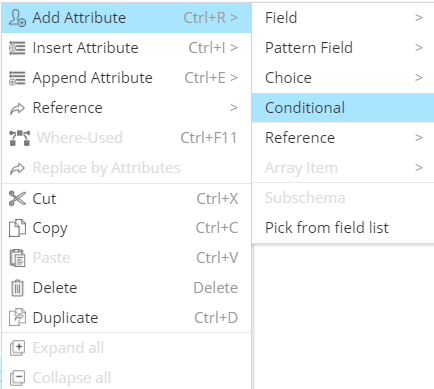 Add Attribute Ctrl+R >
Insert Attribute Ctrl+I >
Append Attribute Ctrl+E >
Reference >
Where-Used Ctrl+F11
Replace by Attributes
Cut Ctrl+X
Copy Ctrl+C
Paste Ctrl+V
Delete Delete
Duplicate Ctrl+D
Expand all
Collapse all
Field >
Pattern Field >
Choice >
Conditional
Reference >
Array Item >
Subschema
Pick from field list